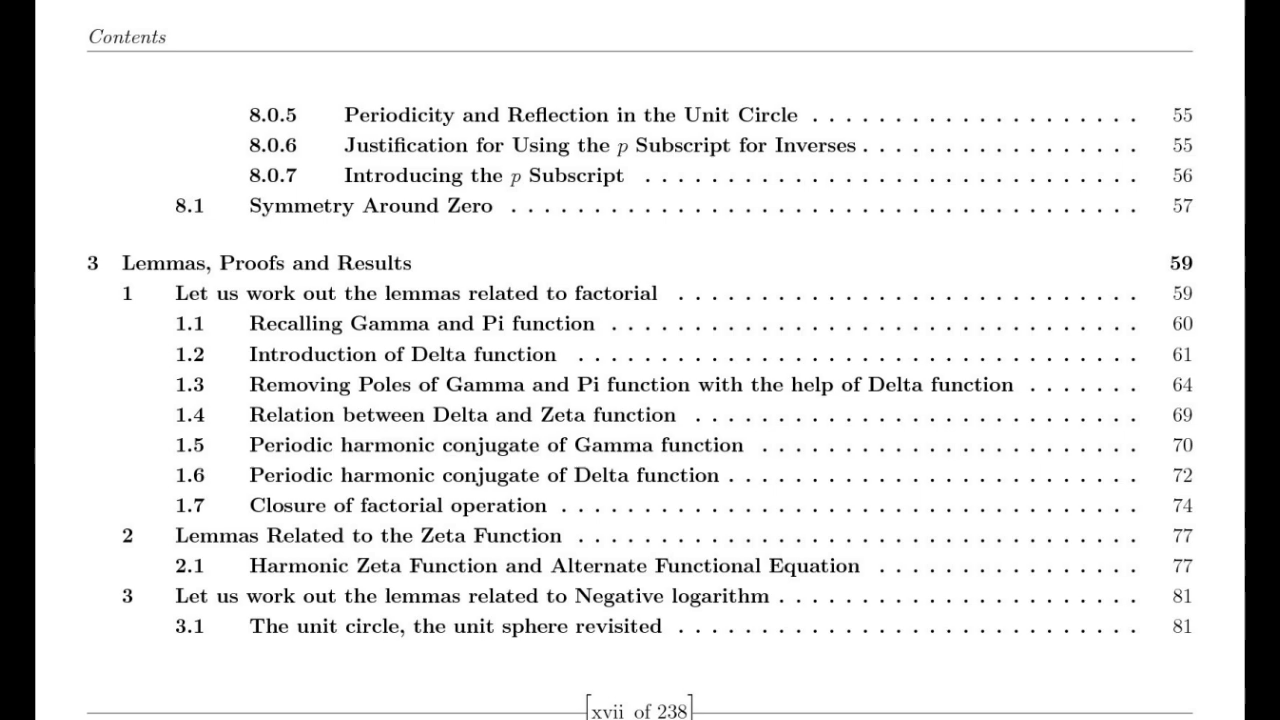 Contents
8.0.5 Periodicity and Reflection in the Unit Circle . . . . . . . . . . . . . . . . . . . . 55
8.0.6 Justification for Using the p Subscript for Inverses . . . . . . . . . . . . . . . . . 55
8.0.7 Introducing the p Subscript . . . . . . . . . . . . . . . . . . . . . . . . . . . . . . 56
8.1 Symmetry Around Zero . . . . . . . . . . . . . . . . . . . . . . . . . . . . . . . . . . . . . . 57
3 Lemmas, Proofs and Results 59
1 Let us work out the lemmas related to factorial . . . . . . . . . . . . . . . . . . . . . . . . . . . . 59
1.1 Recalling Gamma and Pi function . . . . . . . . . . . . . . . . . . . . . . . . . . . . . . . . 60
1.2 Introduction of Delta function . . . . . . . . . . . . . . . . . . . . . . . . . . . . . . . . . . 61
1.3 Removing Poles of Gamma and Pi function with the help of Delta function . . . . . . . 64
1.4 Relation between Delta and Zeta function . . . . . . . . . . . . . . . . . . . . . . . . . . . 69
1.5 Periodic harmonic conjugate of Gamma function . . . . . . . . . . . . . . . . . . . . . . . 70
1.6 Periodic harmonic conjugate of Delta function . . . . . . . . . . . . . . . . . . . . . . . . . 72
1.7 Closure of factorial operation . . . . . . . . . . . . . . . . . . . . . . . . . . . . . . . . . . . 74
2 Lemmas Related to the Zeta Function . . . . . . . . . . . . . . . . . . . . . . . . . . . . . . . . . . 77
2.1 Harmonic Zeta Function and Alternate Functional Equation . . . . . . . . . . . . . . . . 77
3 Let us work out the lemmas related to Negative logarithm . . . . . . . . . . . . . . . . . . . . . . 81
3.1 The unit circle, the unit sphere revisited . . . . . . . . . . . . . . . . . . . . . . . . . . . . 81
[xvii of 238]